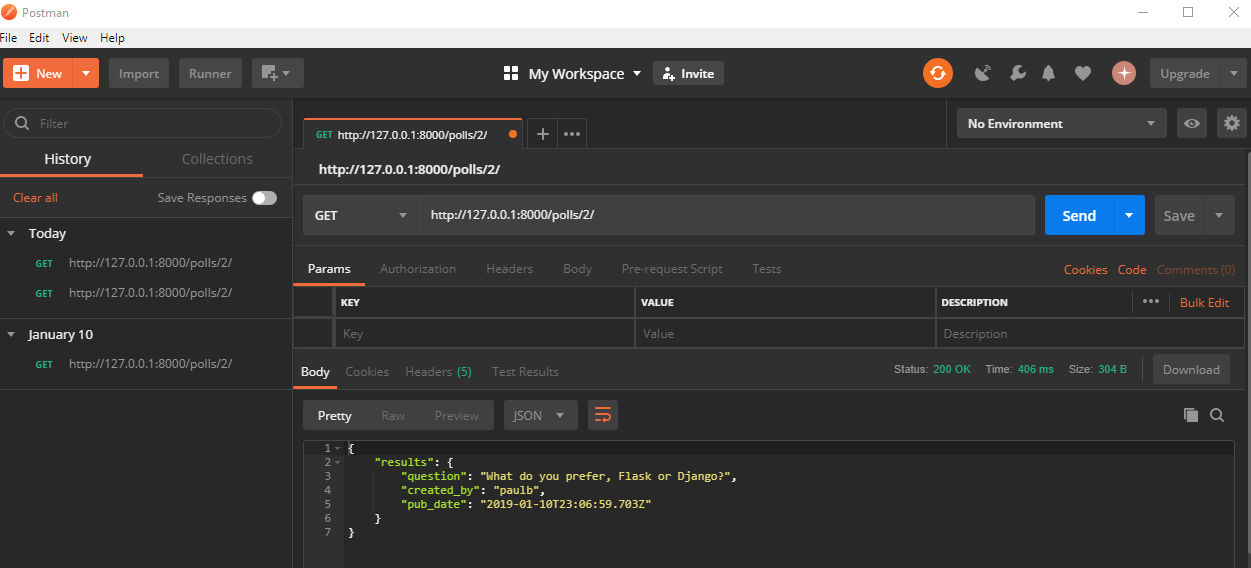 Postman
File Edit View Help
New Import Runner My Workspace Invite Upgrade
Filter
History Collections
Clear all Save Responses
Today
GET http://127.0.0.1:8000/polls/2/
GET http://127.0.0.1:8000/polls/2/
January 10
GET http://127.0.0.1:8000/polls/2/
GET http://127.0.0.1:8000/polls/2/ No Environment
http://127.0.0.1:8000/polls/2/
GET http://127.0.0.1:8000/polls/2/ Send Save
Params Authorization Headers Body Pre-request Script Tests Cookies Code Comments (0)
KEY VALUE DESCRIPTION Bulk Edit
Key Value Description
Body Cookies Headers (5) Test Results Status: 200 OK Time: 406 ms Size: 304 B Download
Pretty Raw Preview JSON
1 {
2 "results": {
3 "question": "What do you prefer, Flask or Django?",
4 "created_by": "paulb",
5 "pub_date": "2019-01-10T23:06:59.703Z"
6 }
7 }